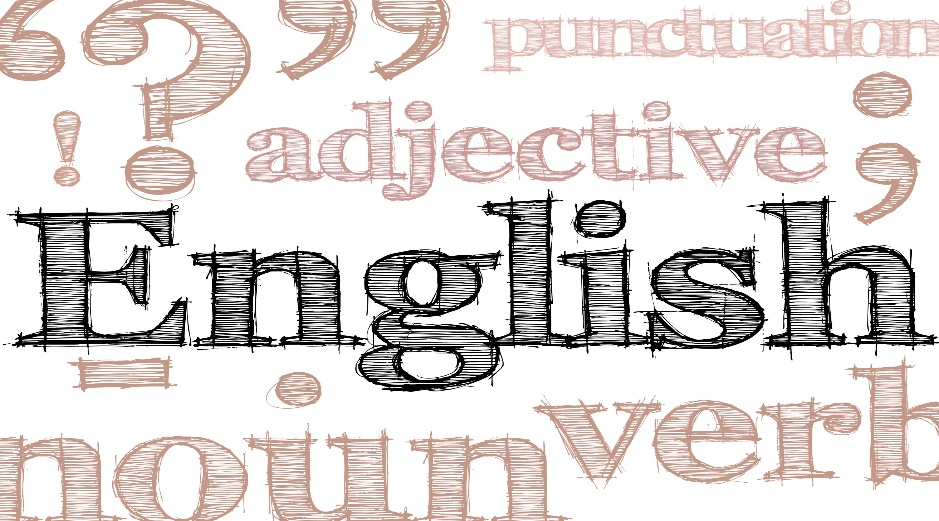 “ ? ” punctuation
! adjective ;
English
- . verb
noun